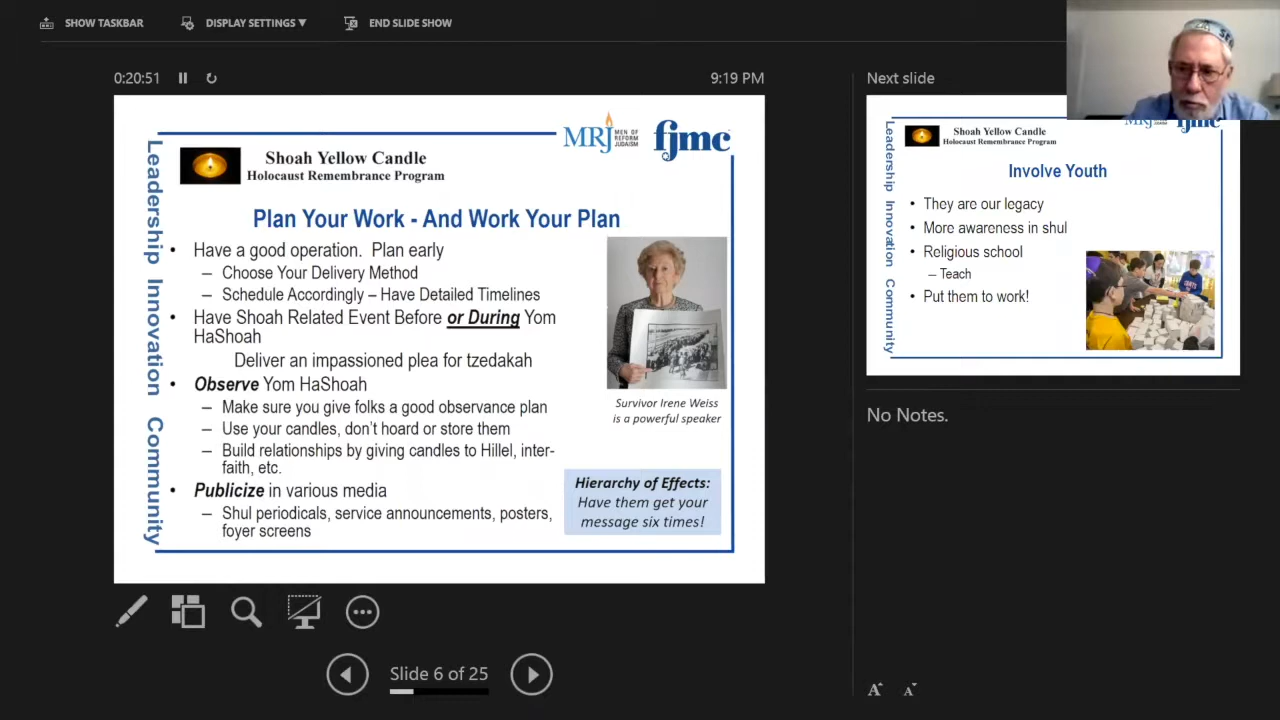 SHOW TASKBAR
DISPLAY SETTINGS ▼
END SLIDE SHOW
0:20:51
9:19 PM
Leadership Innovation Community
Shoah Yellow Candle
Holocaust Remembrance Program
MRJ MEN OF REFORM JUDAISM
fjmc
Plan Your Work - And Work Your Plan
• Have a good operation. Plan early
– Choose Your Delivery Method
– Schedule Accordingly – Have Detailed Timelines
• Have Shoah Related Event Before or During Yom
HaShoah
Deliver an impassioned plea for tzedakah
• Observe Yom HaShoah
– Make sure you give folks a good observance plan
– Use your candles, don't hoard or store them
– Build relationships by giving candles to Hillel, inter-
faith, etc.
• Publicize in various media
– Shul periodicals, service announcements, posters,
foyer screens
Survivor Irene Weiss
is a powerful speaker
Hierarchy of Effects:
Have them get your
message six times!
Slide 6 of 25
Next slide
Leadership Innovation Community
Shoah Yellow Candle
Holocaust Remembrance Program
MRJ
fjmc
Involve Youth
• They are our legacy
• More awareness in shul
• Religious school
– Teach
• Put them to work!
No Notes.
A
A